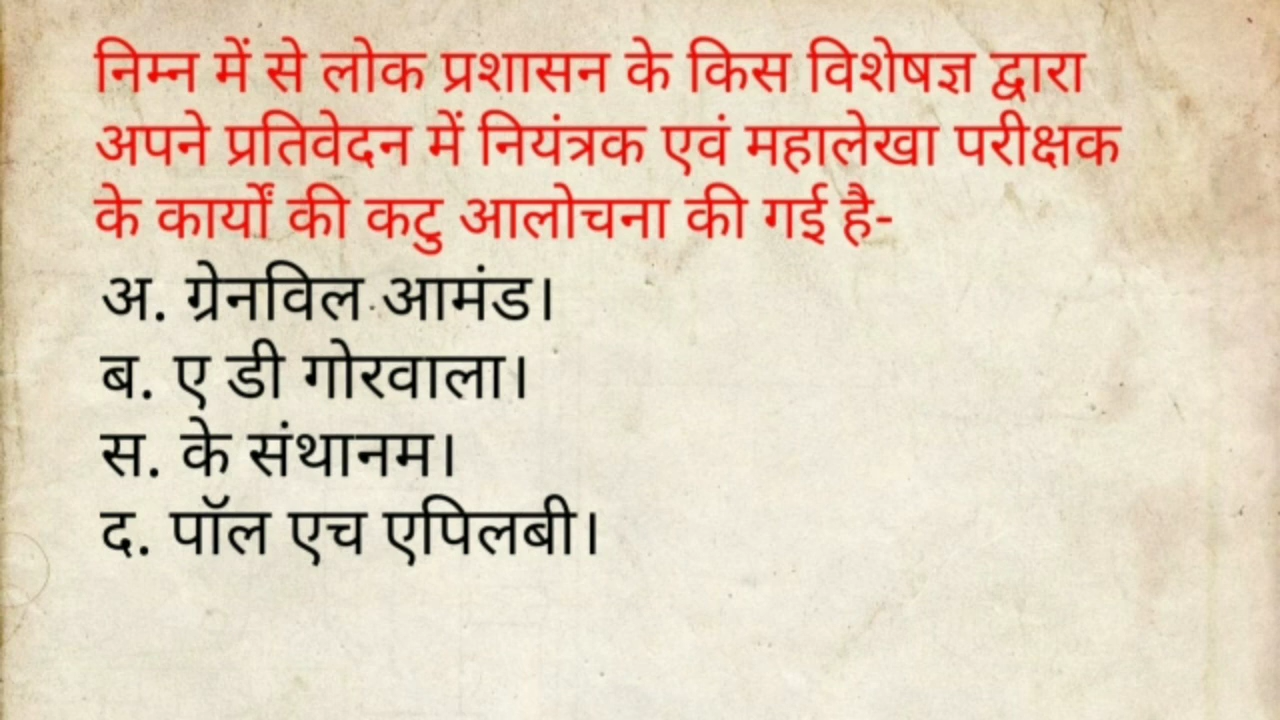 निम्न में से लोक प्रशासन के किस विशेषज्ञ द्वारा
अपने प्रतिवेदन में नियंत्रक एवं महालेखा परीक्षक
के कार्यों की कटु आलोचना की गई है-
अ. ग्रेनविल आमंड।
ब. ए डी गोरवाला।
स. के संथानम।
द. पॉल एच एपिलबी।